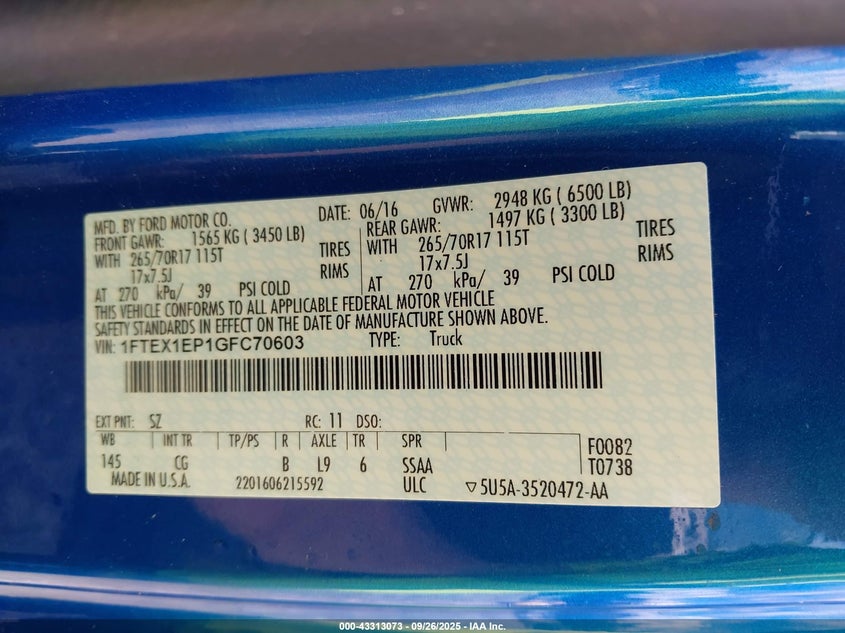 MFD. BY FORD MOTOR CO. DATE: 06/16 GVWR: 2948 KG ( 6500 LB)
FRONT GAWR: 1565 KG ( 3450 LB) REAR GAWR: 1497 KG ( 3300 LB)
WITH 265/70R17 115T TIRES WITH 265/70R17 115T TIRES
17x7.5J RIMS 17x7.5J RIMS
AT 270 kPa/ 39 PSI COLD AT 270 kPa/ 39 PSI COLD
THIS VEHICLE CONFORMS TO ALL APPLICABLE FEDERAL MOTOR VEHICLE
SAFETY STANDARDS IN EFFECT ON THE DATE OF MANUFACTURE SHOWN ABOVE.
VIN: 1FTEX1EP1GFC70603 TYPE: Truck
EXT PNT: SZ RC: 11 DSO:
WB INT TR TP/PS R AXLE TR SPR F0082
145 CG B L9 6 SSAA T0738
MADE IN U.S.A. 2201606215592 ULC ▽5U5A-3520472-AA
000-43313073 - 09/26/2025 - IAA Inc.